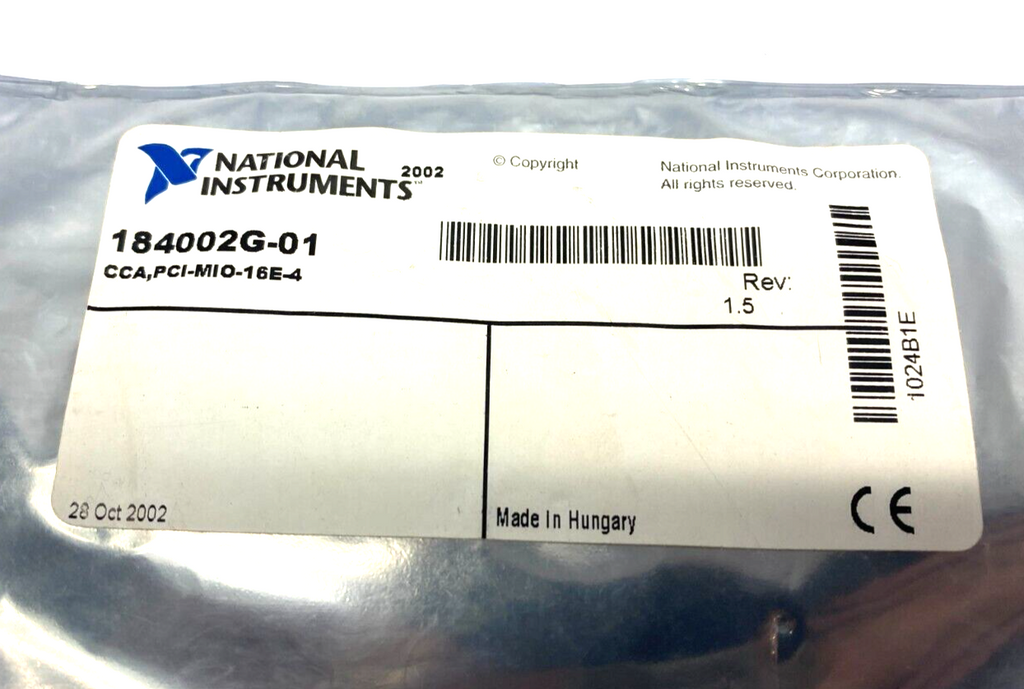 NATIONAL
INSTRUMENTS™ 2002
© Copyright
National Instruments Corporation.
All rights reserved.
184002G-01
CCA,PCI-MIO-16E-4
Rev:
1.5
1024B1E
28 Oct 2002
Made In Hungary
CE